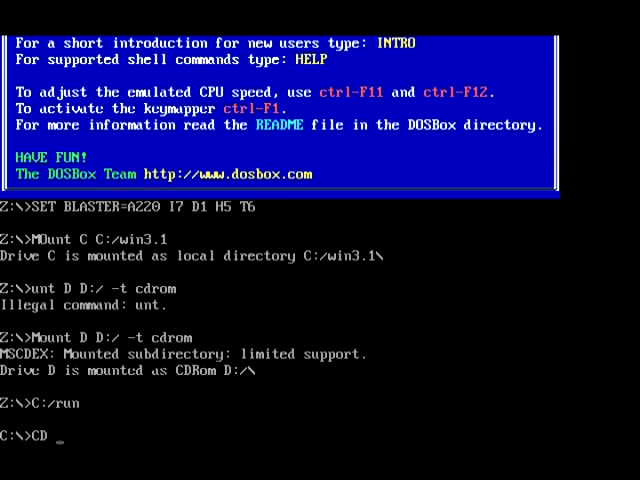 For a short introduction for new users type: INTRO
For supported shell commands type: HELP
To adjust the emulated CPU speed, use ctrl-F11 and ctrl-F12.
To activate the keymapper ctrl-F1.
For more information read the README file in the DOSBox directory.
HAVE FUN!
The DOSBox Team http://www.dosbox.com
Z:\>SET BLASTER=A220 I7 D1 H5 T6
Z:\>MOunt C C:/win3.1
Drive C is mounted as local directory C:/win3.1\
Z:\>unt D D:/ -t cdrom
Illegal command: unt.
Z:\>Mount D D:/ -t cdrom
MSCDEX: Mounted subdirectory: limited support.
Drive D is mounted as CDRom D:/\
Z:\>C:/run
C:\>CD _